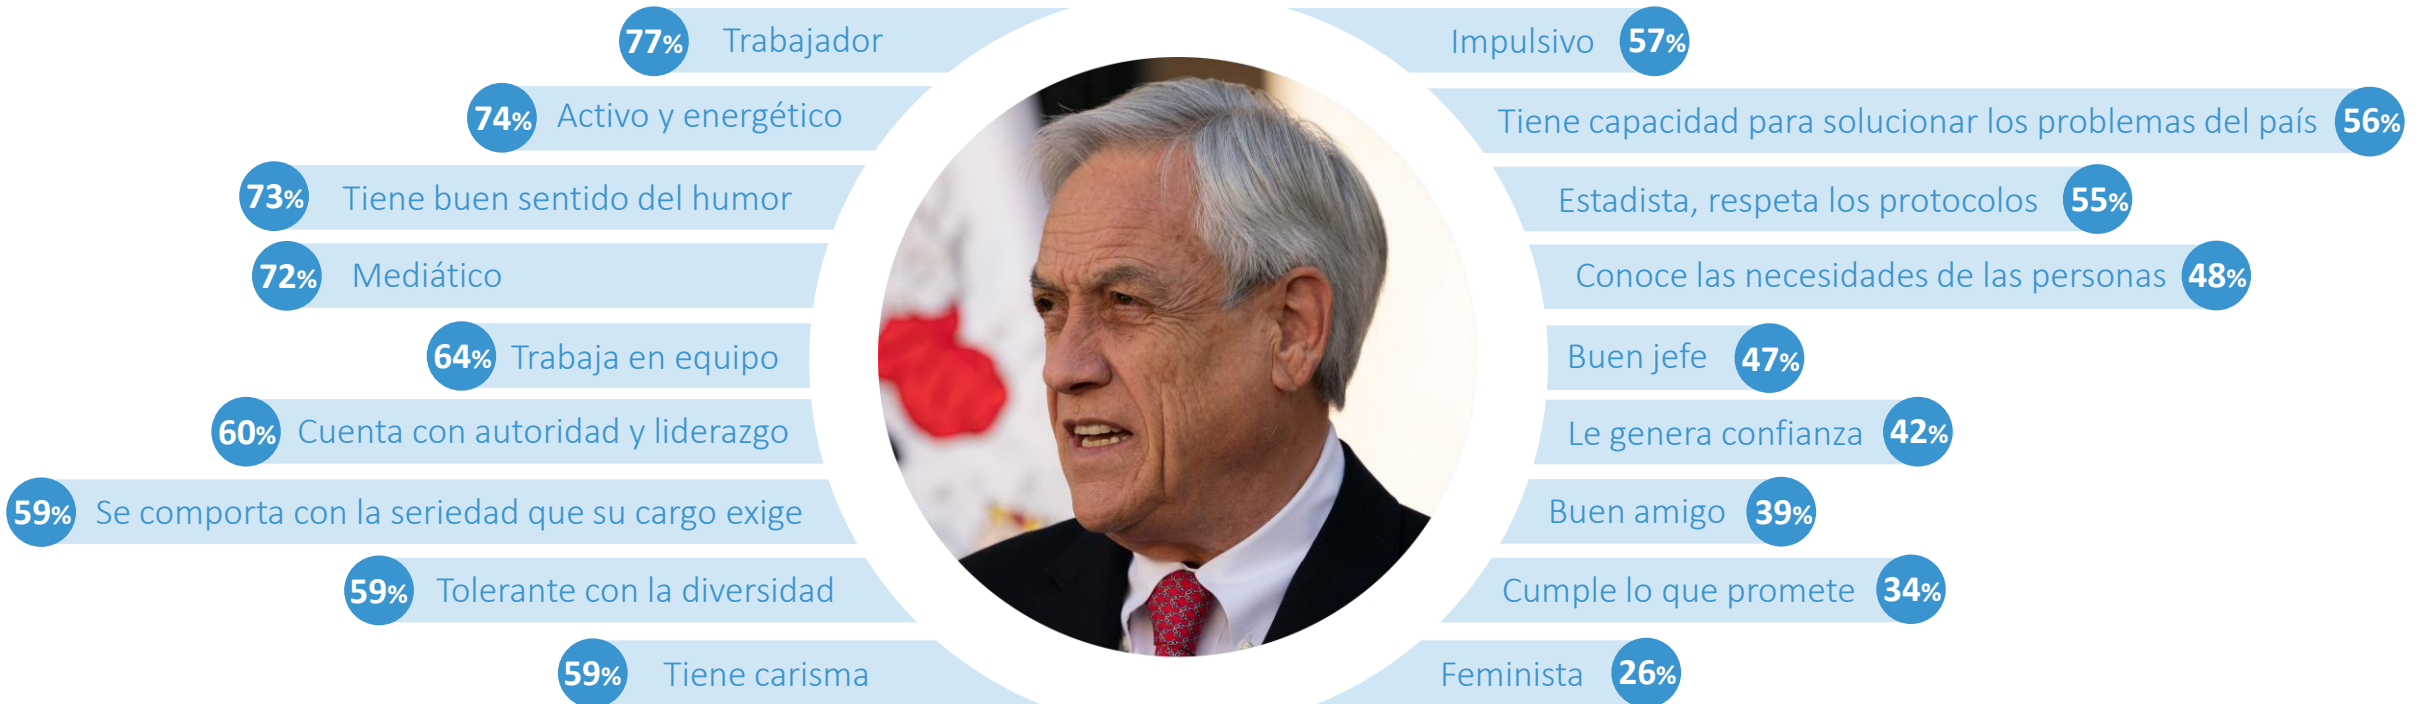 77% Trabajador
74% Activo y energético
73% Tiene buen sentido del humor
72% Mediático
64% Trabaja en equipo
60% Cuenta con autoridad y liderazgo
59% Se comporta con la seriedad que su cargo exige
59% Tolerante con la diversidad
59% Tiene carisma
Impulsivo 57%
Tiene capacidad para solucionar los problemas del país 56%
Estadista, respeta los protocolos 55%
Conoce las necesidades de las personas 48%
Buen jefe 47%
Le genera confianza 42%
Buen amigo 39%
Cumple lo que promete 34%
Feminista 26%